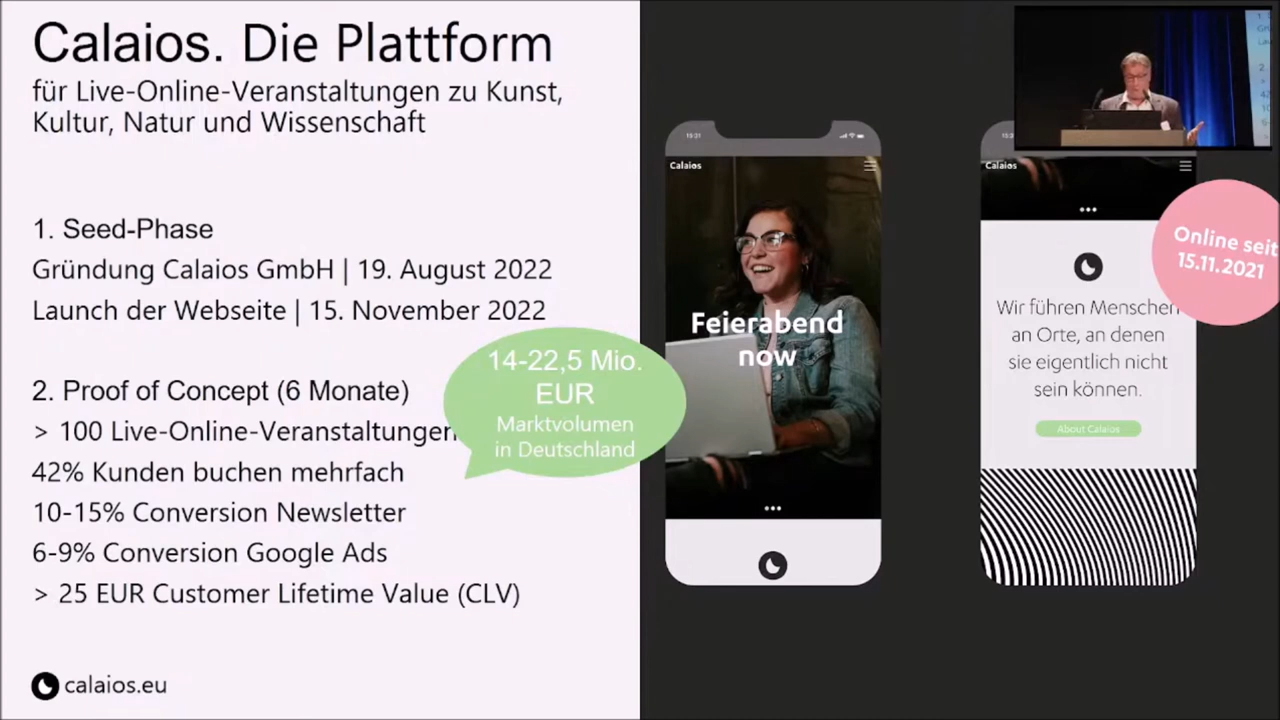 Calaios. Die Plattform
für Live-Online-Veranstaltungen zu Kunst,
Kultur, Natur und Wissenschaft
1. Seed-Phase
Gründung Calaios GmbH | 19. August 2022
Launch der Webseite | 15. November 2022
2. Proof of Concept (6 Monate)
> 100 Live-Online-Veranstaltungen
42% Kunden buchen mehrfach
10-15% Conversion Newsletter
6-9% Conversion Google Ads
> 25 EUR Customer Lifetime Value (CLV)
calaios.eu
14-22,5 Mio.
EUR
Marktvolumen
in Deutschland
Calaios
Feierabend
now
Calaios
Wir führen Menschen
an Orte, an denen
sie eigentlich nicht
sein können.
About Calaios
Online seit
15.11.2021